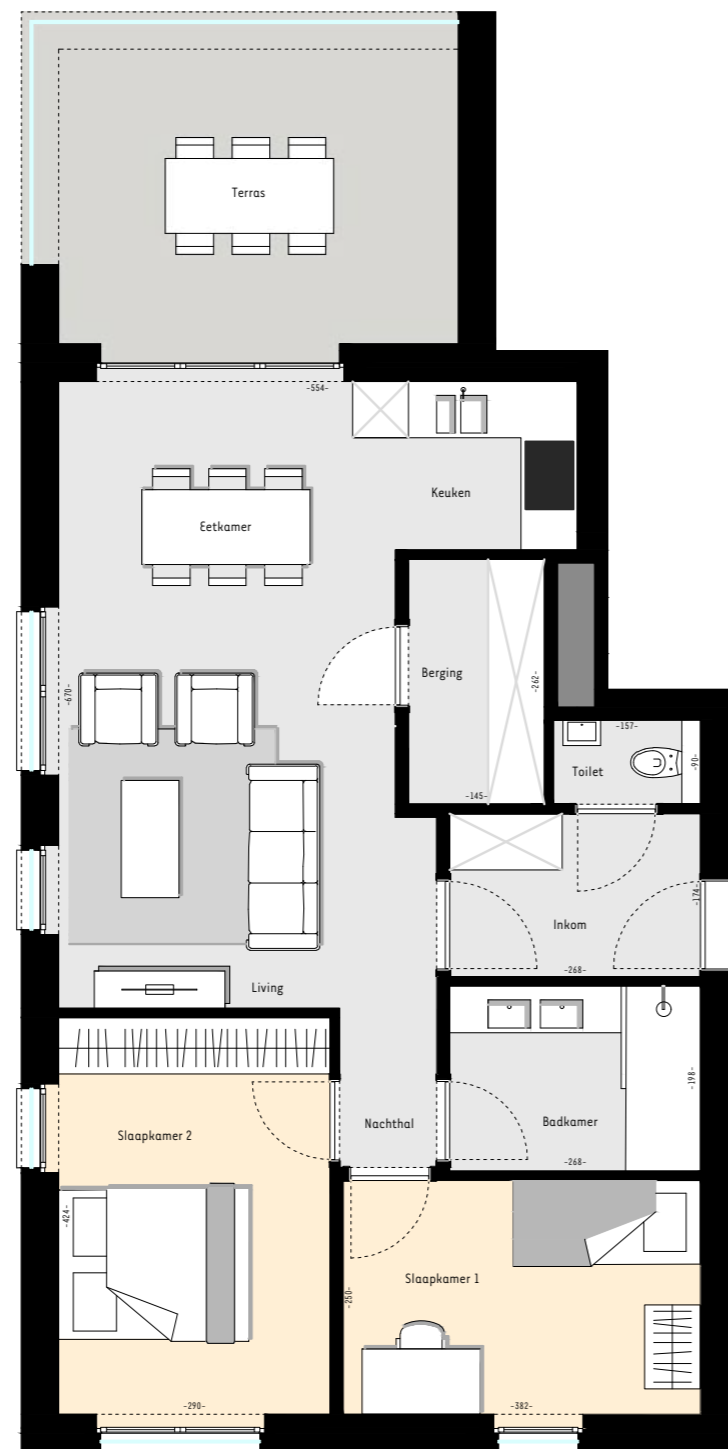 Terras
-554-
Keuken
Eetkamer
Berging
-262-
-670-
-157-
Toilet
-90-
-145-
-174-
Inkom
-268-
Living
-198-
Nachthal
Badkamer
Slaapkamer 2
-268-
-424-
Slaapkamer 1
-250-
-290-
-382-